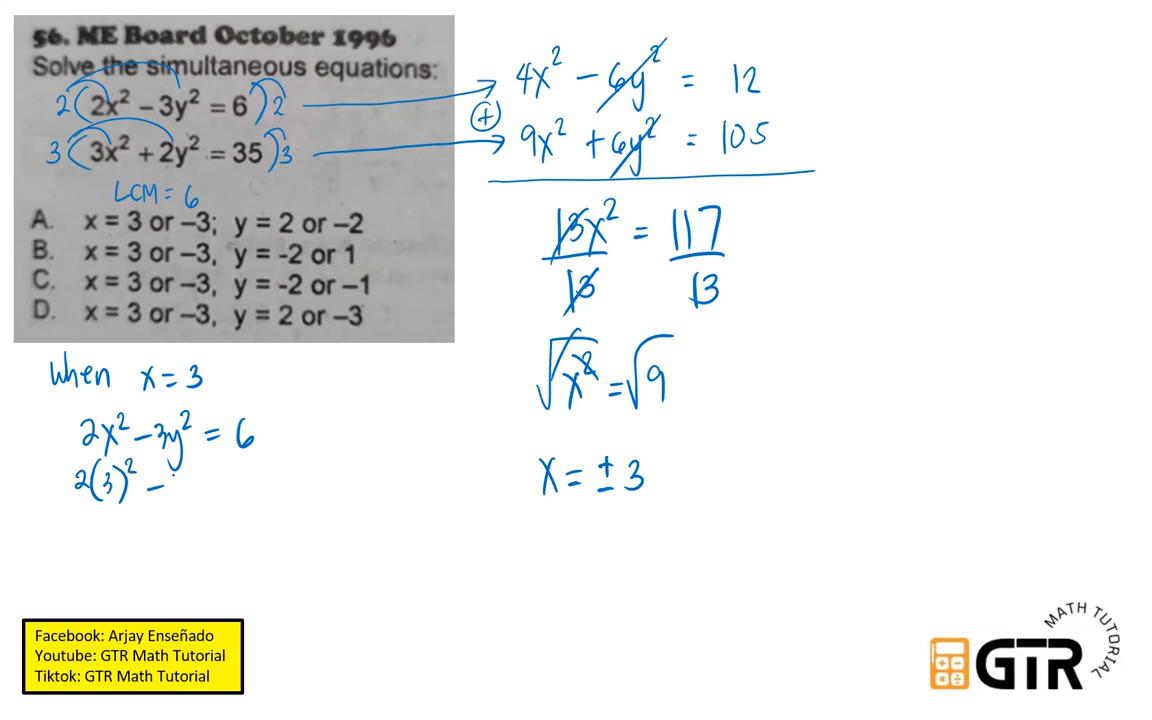 56. ME Board October 1996
Solve the simultaneous equations:
2(2x² – 3y² = 6)2
3(3x² + 2y² = 35)3
LCM = 6
A. x = 3 or –3; y = 2 or –2
B. x = 3 or –3, y = -2 or 1
C. x = 3 or –3, y = -2 or –1
D. x = 3 or –3, y = 2 or –3
4x² - 6y² = 12
(+)
9x² + 6y² = 105
13x² = 117
13 13
√x² = √9
x = ± 3
When x = 3
2x² - 3y² = 6
2(3)² -
Facebook: Arjay Enseñado
Youtube: GTR Math Tutorial
Tiktok: GTR Math Tutorial
GTR
MATH TUTORIAL